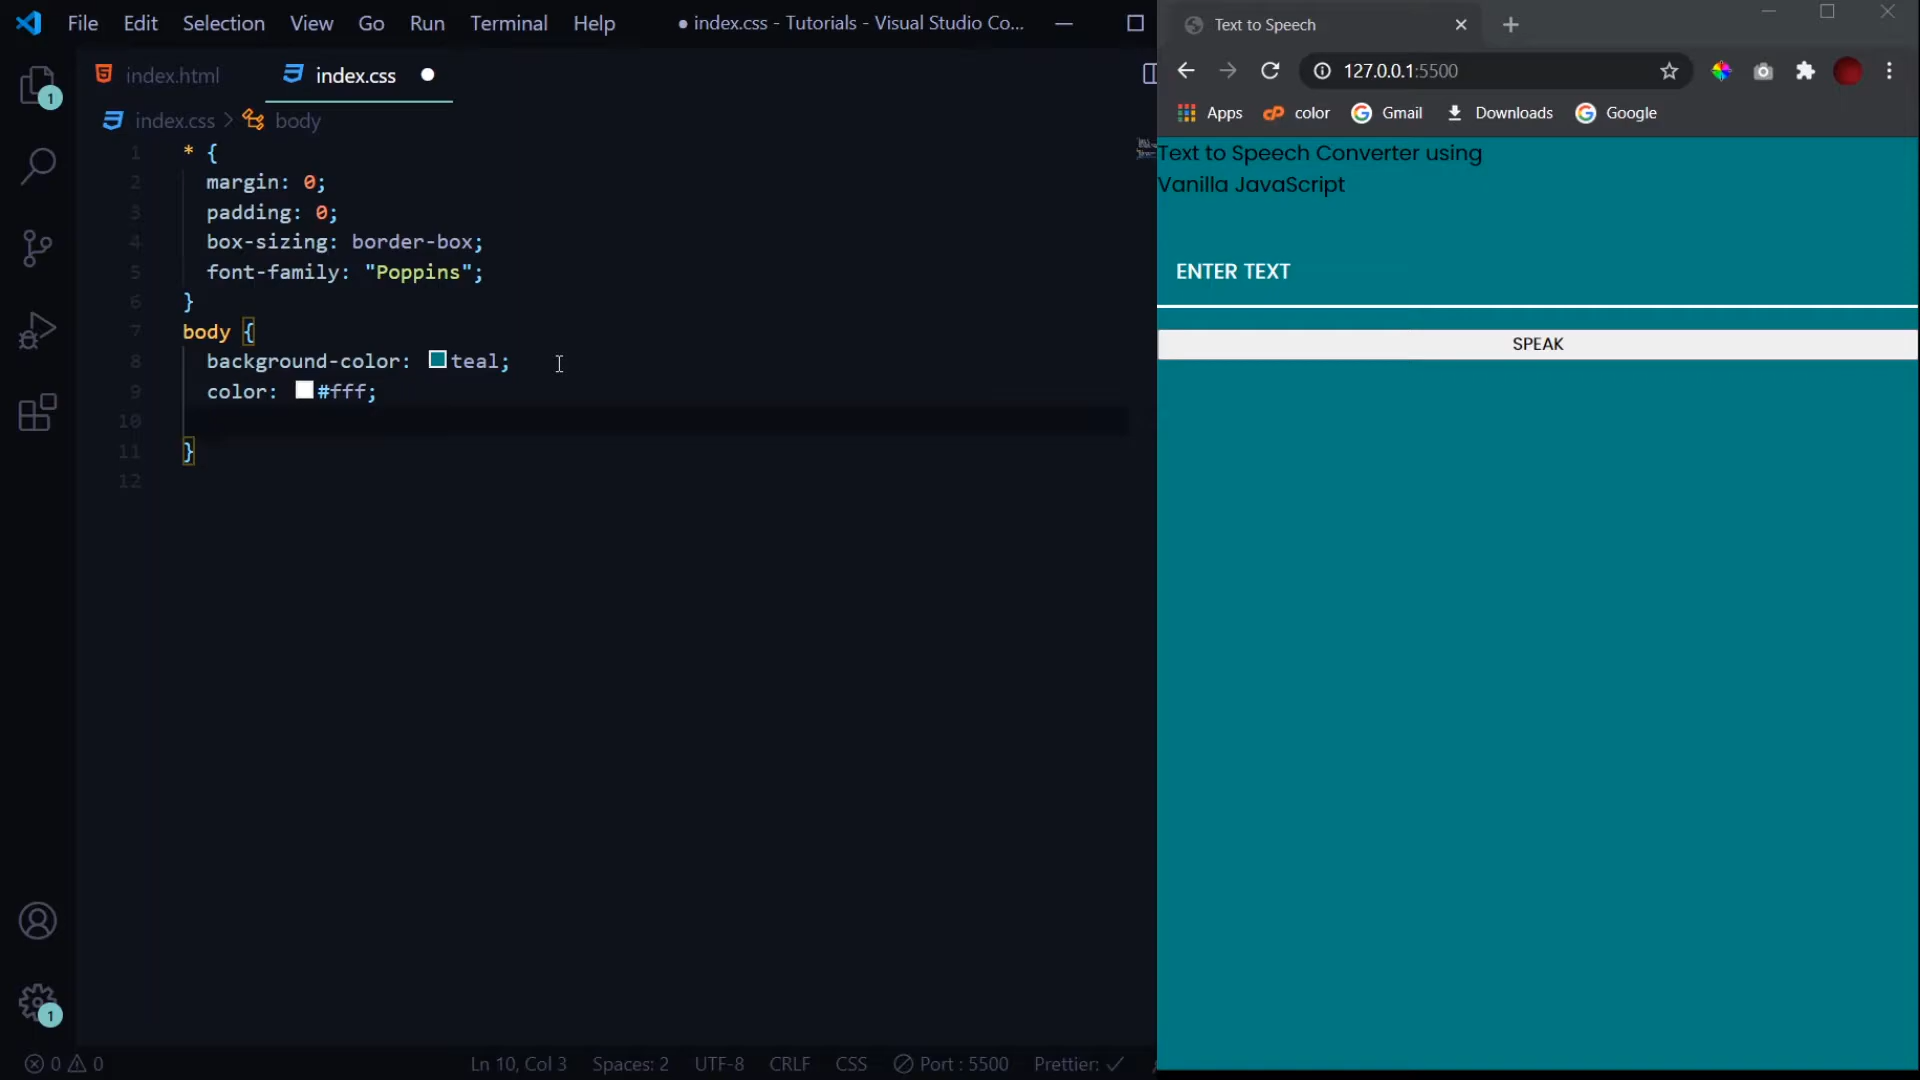 File Edit Selection View Go Run Terminal Help ● index.css - Tutorials - Visual Studio Co...
index.html index.css
index.css > body
1 * {
2 margin: 0;
3 padding: 0;
4 box-sizing: border-box;
5 font-family: "Poppins";
6 }
7 body {
8 background-color: teal;
9 color: #fff;
10
11 }
12
1
1
0 0 Ln 10, Col 3 Spaces: 2 UTF-8 CRLF CSS Port : 5500 Prettier: ✓
Text to Speech
127.0.0.1:5500
Apps color Gmail Downloads Google
Text to Speech Converter using
Vanilla JavaScript
ENTER TEXT
SPEAK